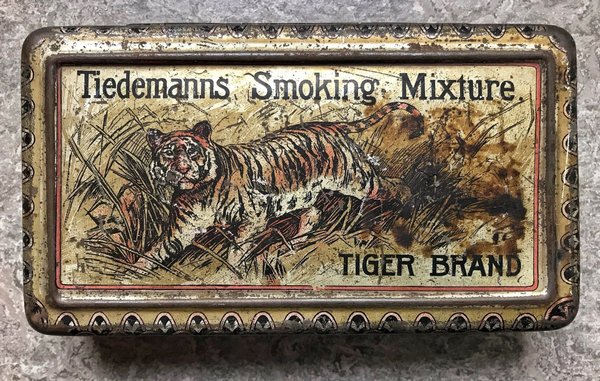 Tiedemanns Smoking Mixture.
TIGER BRAND